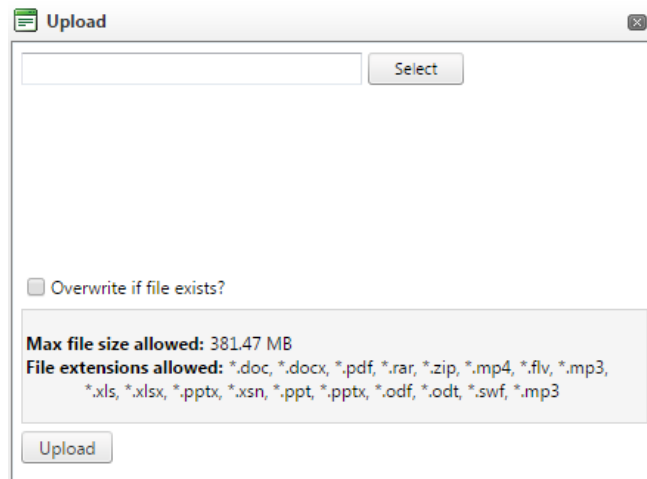 Upload
Select
Overwrite if file exists?
Max file size allowed: 381.47 MB
File extensions allowed: *.doc, *.docx, *.pdf, *.rar, *.zip, *.mp4, *.flv, *.mp3,
*.xls, *.xlsx, *.pptx, *.xsn, *.ppt, *.pptx, *.odf, *.odt, *.swf, *.mp3
Upload